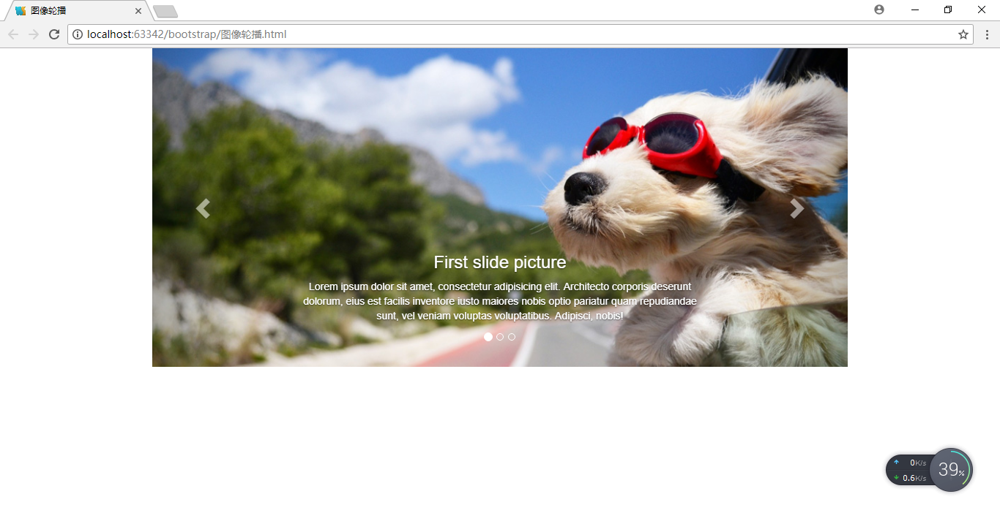 图像轮播
localhost:63342/bootstrap/图像轮播.html
First slide picture
Lorem ipsum dolor sit amet, consectetur adipisicing elit. Architecto corporis deserunt
dolorum, eius est facilis inventore iusto maiores nobis optio pariatur quam repudiandae
sunt, vel veniam voluptas voluptatibus. Adipisci, nobis!
0K/s
0.6K/s
39%